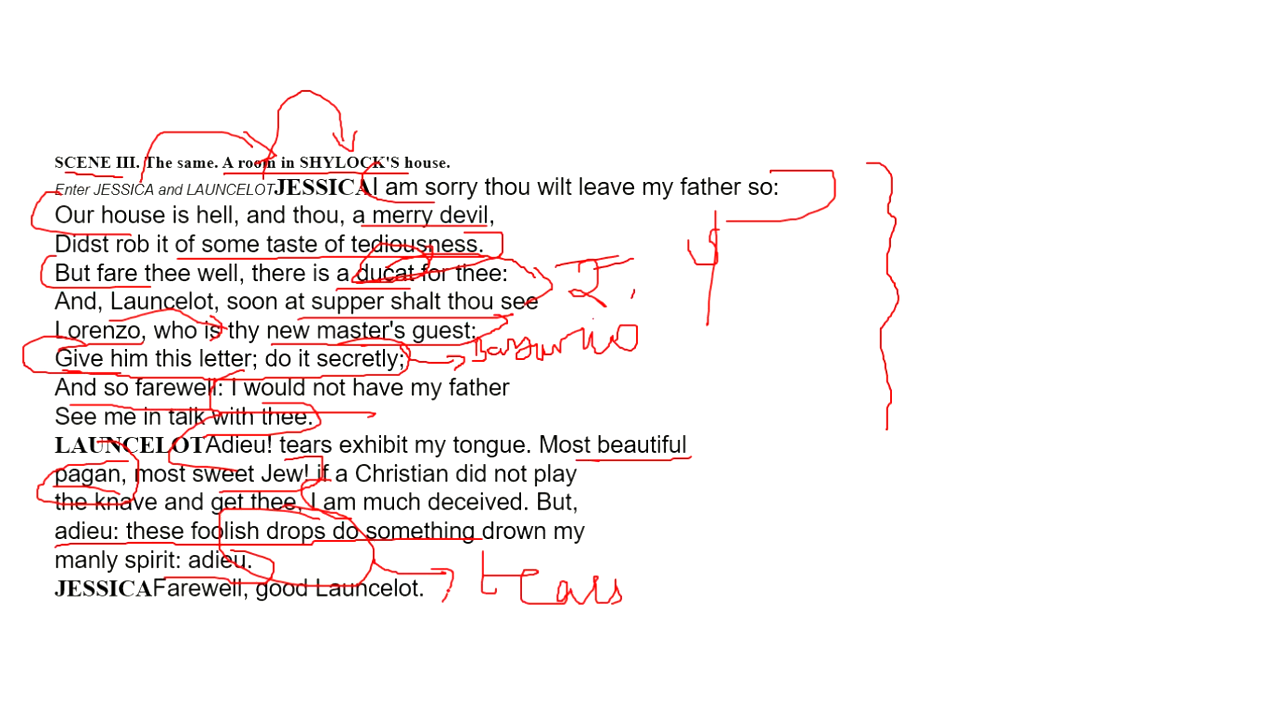 SCENE III. The same. A room in SHYLOCK'S house.
Enter JESSICA and LAUNCELOTJESSICAI am sorry thou wilt leave my father so:
Our house is hell, and thou, a merry devil,
Didst rob it of some taste of tediousness.
But fare thee well, there is a ducat for thee:
And, Launcelot, soon at supper shalt thou see
Lorenzo, who is thy new master's guest:
Give him this letter; do it secretly;
And so farewell: I would not have my father
See me in talk with thee.
LAUNCELOTAdieu! tears exhibit my tongue. Most beautiful
pagan, most sweet Jew! if a Christian did not play
the knave and get thee, I am much deceived. But,
adieu: these foolish drops do something drown my
manly spirit: adieu.
JESSICAFarewell, good Launcelot.
tears